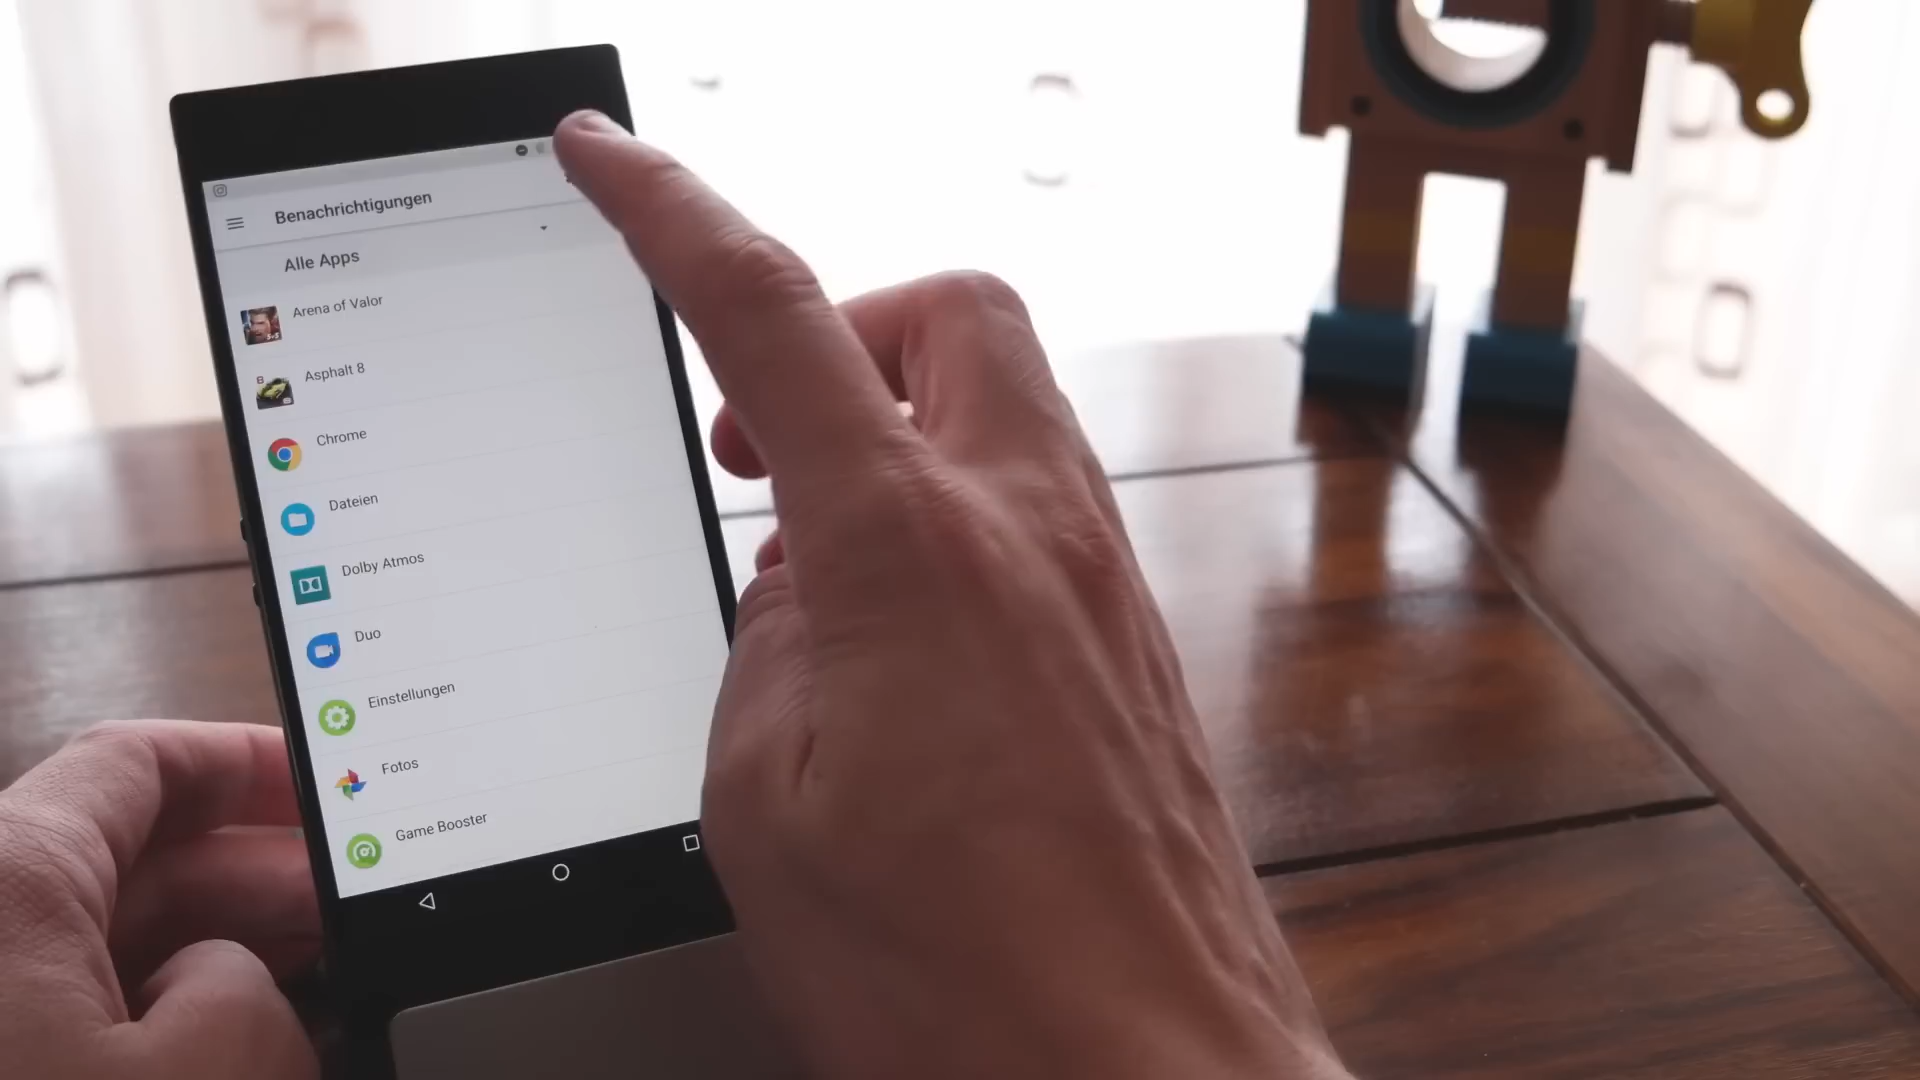 Benachrichtigungen
Alle Apps
Arena of Valor
Asphalt 8
Chrome
Dateien
Dolby Atmos
Duo
Einstellungen
Fotos
Game Booster